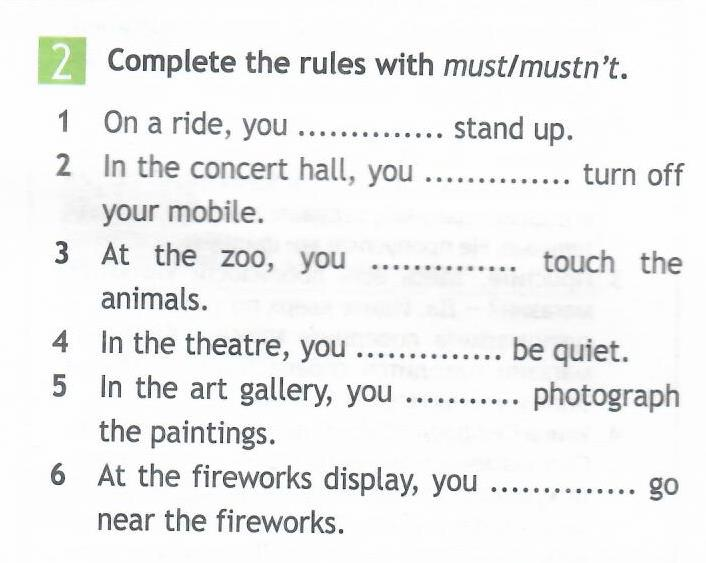 2 Complete the rules with must/mustn't.
1 On a ride, you .............. stand up.
2 In the concert hall, you .............. turn off
your mobile.
3 At the zoo, you .............. touch the
animals.
4 In the theatre, you .............. be quiet.
5 In the art gallery, you ........... photograph
the paintings.
6 At the fireworks display, you .............. go
near the fireworks.